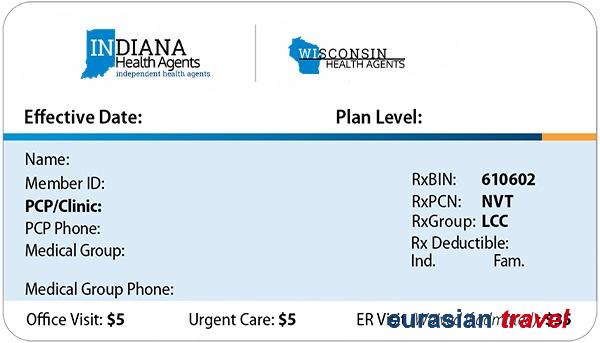 INDIANA
Health Agents
independent health agents
WISCONSIN
HEALTH AGENTS
Effective Date: Plan Level:
Name:
Member ID:
PCP/Clinic:
PCP Phone:
Medical Group:
Medical Group Phone:
RxBIN: 610602
RxPCN: NVT
RxGroup: LCC
Rx Deductible:
Ind. Fam.
Office Visit: $5 Urgent Care: $5 ER Visit
eurasian travel